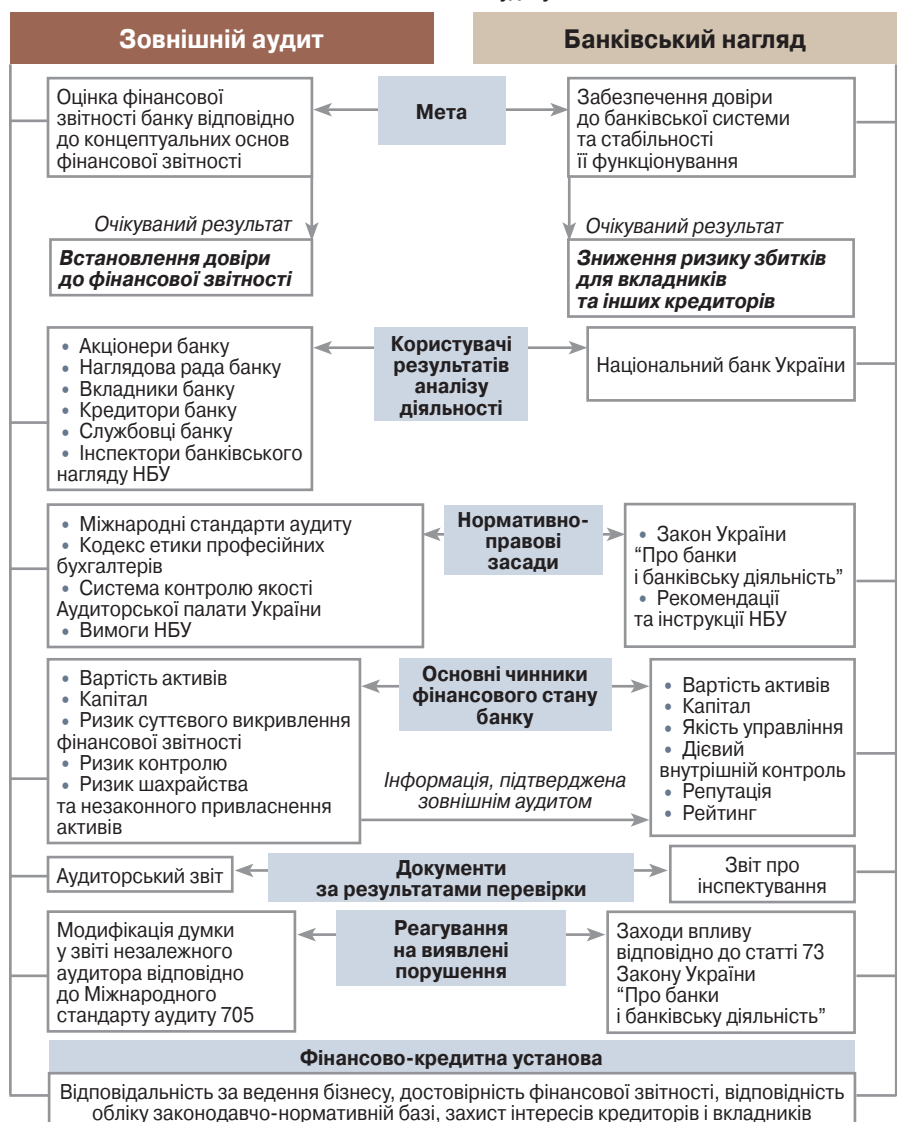 Зовнішній аудит
Банківський нагляд
Оцінка фінансової
звітності банку відповідно
до концептуальних основ
фінансової звітності
Мета
Забезпечення довіри
до банківської системи
та стабільності
її функціонування
Очікуваний результат
Очікуваний результат
Встановлення довіри
до фінансової звітності
Зниження ризику збитків
для вкладників
та інших кредиторів
• Акціонери банку
• Наглядова рада банку
• Вкладники банку
• Кредитори банку
• Службовці банку
• Інспектори банківського
нагляду НБУ
Користувачі
результатів
аналізу
діяльності
Національний банк України
• Міжнародні стандарти аудиту
• Кодекс етики професійних
бухгалтерів
• Система контролю якості
Аудиторської палати України
• Вимоги НБУ
Нормативно-
правові
засади
• Закон України
“Про банки
і банківську діяльність”
• Рекомендації
та інструкції НБУ
• Вартість активів
• Капітал
• Ризик суттєвого викривлення
фінансової звітності
• Ризик контролю
• Ризик шахрайства
та незаконного привласнення
активів
Основні чинники
фінансового стану
банку
Інформація, підтверджена
зовнішнім аудитом
• Вартість активів
• Капітал
• Якість управління
• Дієвий
внутрішній контроль
• Репутація
• Рейтинг
Аудиторський звіт
Документи
за результатами перевірки
Звіт про
інспектування
Модифікація думки
у звіті незалежного
аудитора відповідно
до Міжнародного
стандарту аудиту 705
Реагування
на виявлені
порушення
Заходи впливу
відповідно до статті 73
Закону України
“Про банки
і банківську діяльність”
Фінансово-кредитна установа
Відповідальність за ведення бізнесу, достовірність фінансової звітності, відповідність
обліку законодавчо-нормативній базі, захист інтересів кредиторів і вкладників